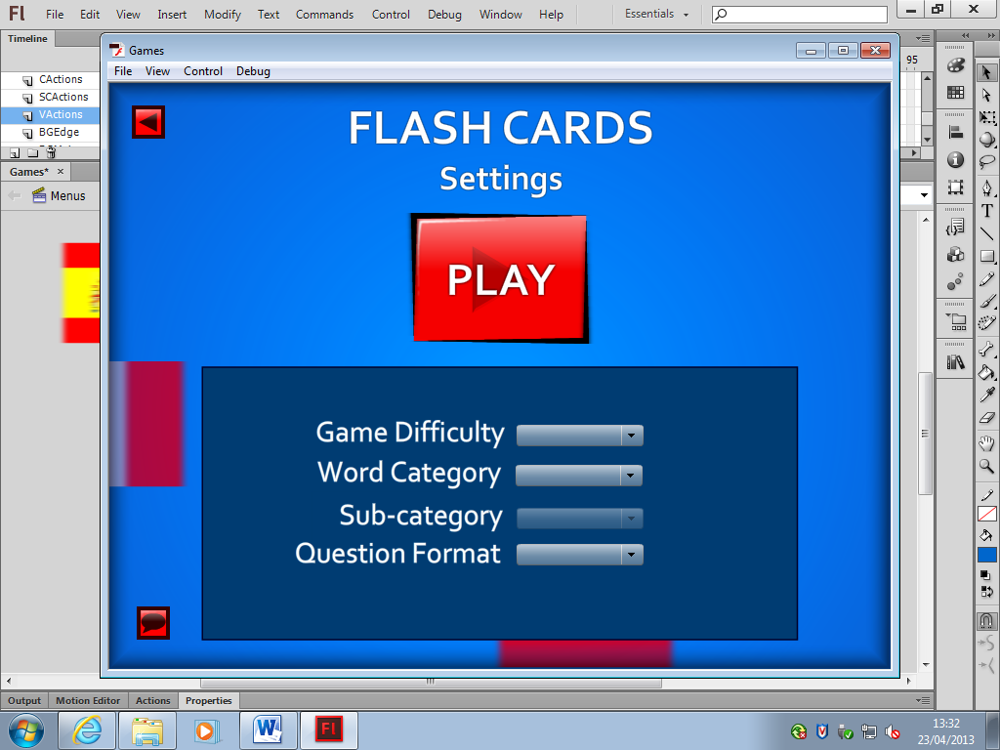 Fl File Edit View Insert Modify Text Commands Control Debug Window Help Essentials
Timeline
Games
File View Control Debug
95
CActions
SCActions
VActions
BGEdge
Games*
Menus
FLASH CARDS
Settings
PLAY
Game Difficulty
Word Category
Sub-category
Question Format
Output Motion Editor Actions Properties
W Fl
13:32
23/04/2013